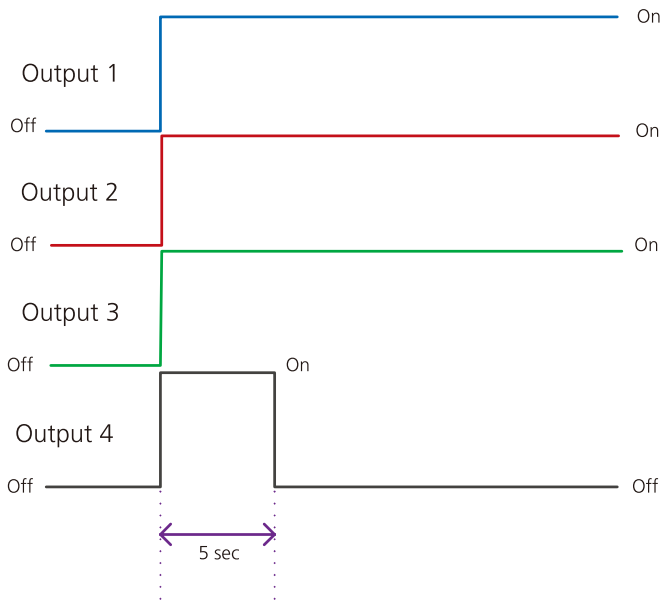 On
Output 1
Off
On
Output 2
Off
On
Output 3
Off
On
Output 4
Off
Off
5 sec